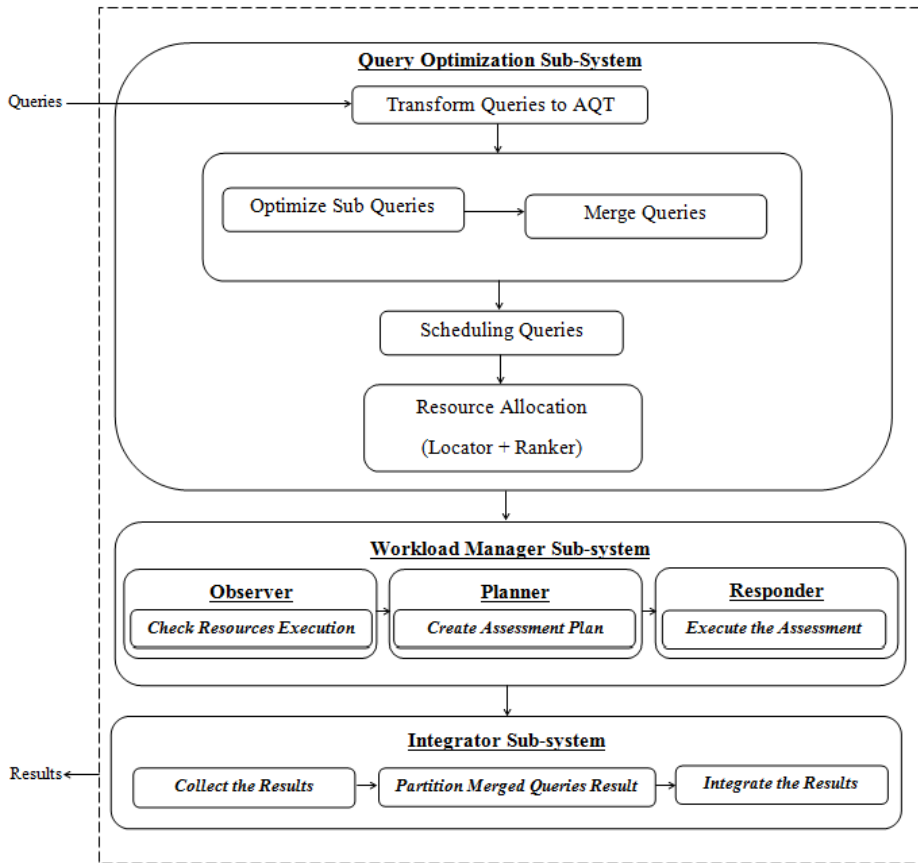 Query Optimization Sub-System
Queries
Transform Queries to AQT
Optimize Sub Queries
Merge Queries
Scheduling Queries
Resource Allocation
(Locator + Ranker)
Workload Manager Sub-system
Observer
Check Resources Execution
Planner
Create Assessment Plan
Responder
Execute the Assessment
Integrator Sub-system
Results
Collect the Results
Partition Merged Queries Result
Integrate the Results